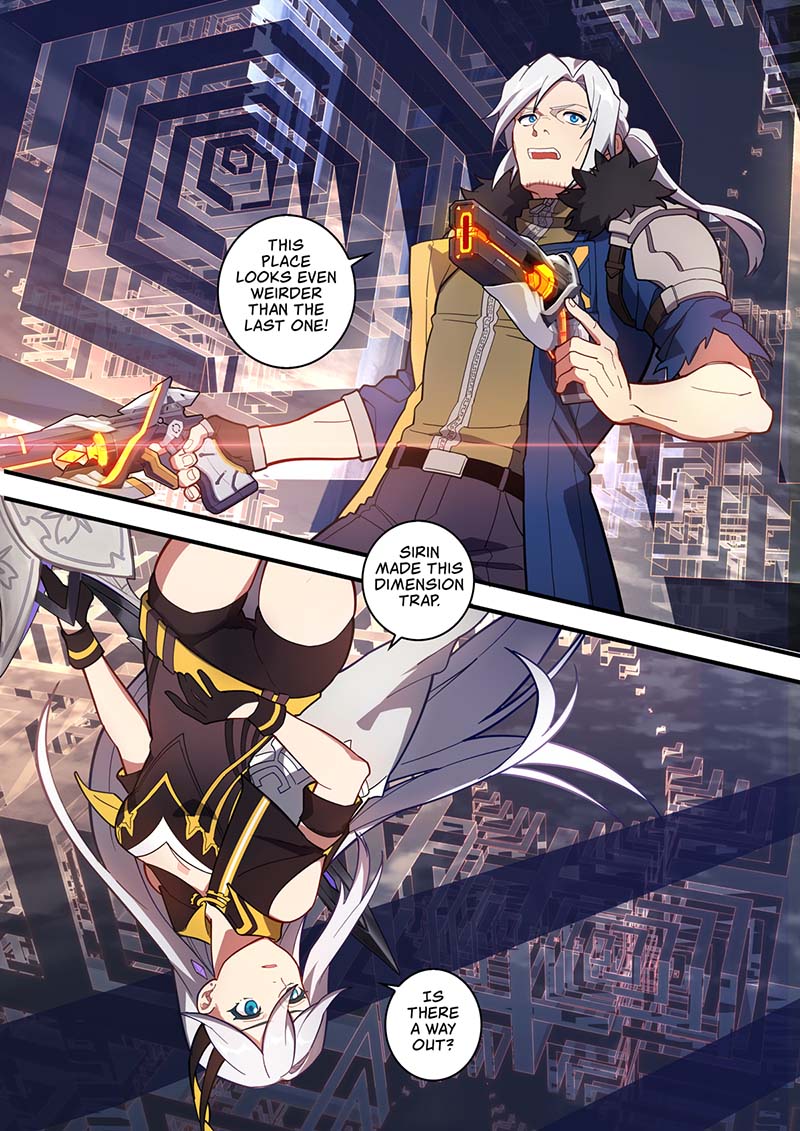 THIS
PLACE
LOOKS EVEN
WEIRDER
THAN THE
LAST ONE!
SIRIN
MADE THIS
DIMENSION
TRAP.
IS
THERE
A WAY
OUT?